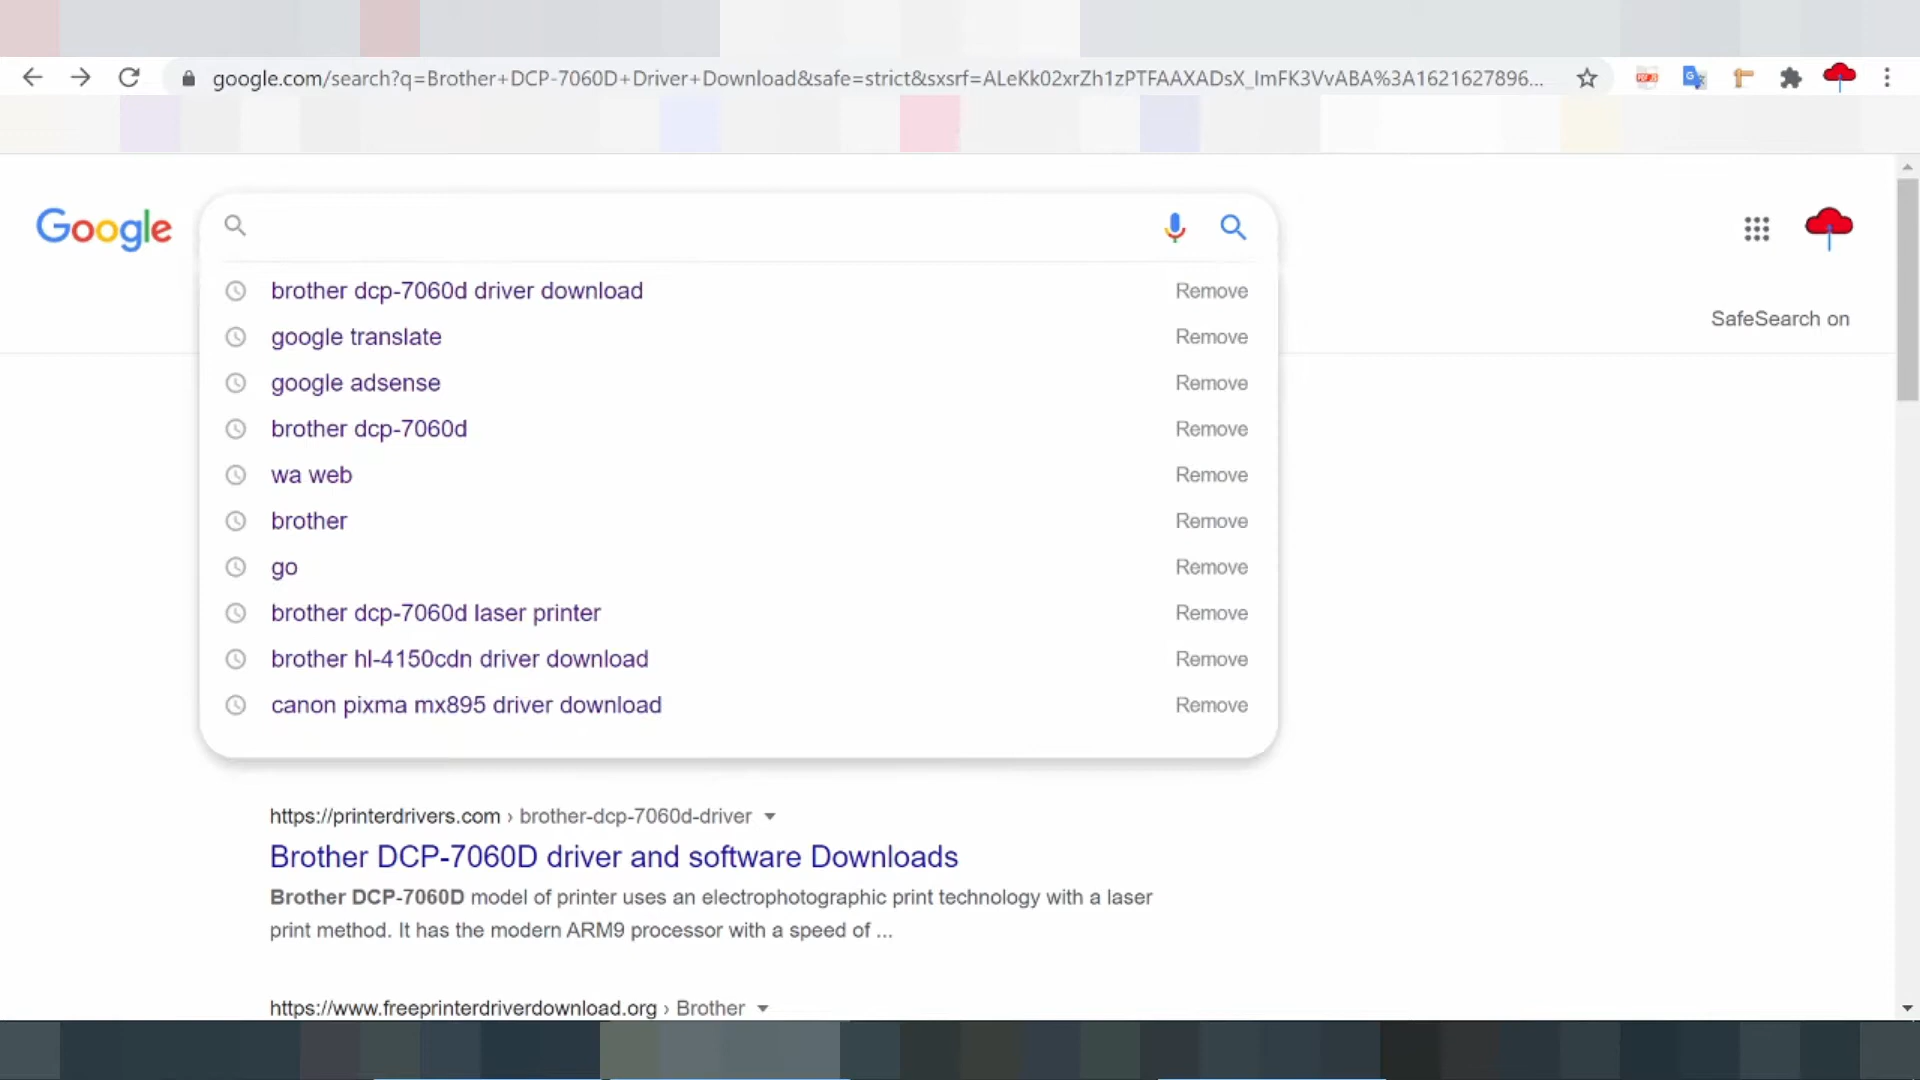 google.com/search?q=Brother+DCP-7060D+Driver+Download&safe=strict&sxsrf=ALeKk02xrZh1zPTFAAXADsX_ImFK3VvABA%3A1621627896...
Google
brother dcp-7060d driver download Remove
google translate Remove
google adsense Remove
brother dcp-7060d Remove
wa web Remove
brother Remove
go Remove
brother dcp-7060d laser printer Remove
brother hl-4150cdn driver download Remove
canon pixma mx895 driver download Remove
SafeSearch on
https://printerdrivers.com › brother-dcp-7060d-driver
Brother DCP-7060D driver and software Downloads
Brother DCP-7060D model of printer uses an electrophotographic print technology with a laser
print method. It has the modern ARM9 processor with a speed of ...
https://www.freeprinterdriverdownload.org › Brother